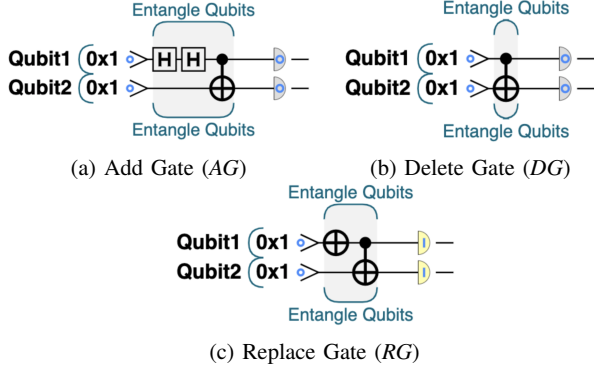 Entangle Qubits
Qubit1 0x1 H H
Qubit2 0x1
Entangle Qubits
(a) Add Gate (AG)
Entangle Qubits
Qubit1 0x1
Qubit2 0x1
Entangle Qubits
(b) Delete Gate (DG)
Entangle Qubits
Qubit1 0x1
Qubit2 0x1
Entangle Qubits
(c) Replace Gate (RG)